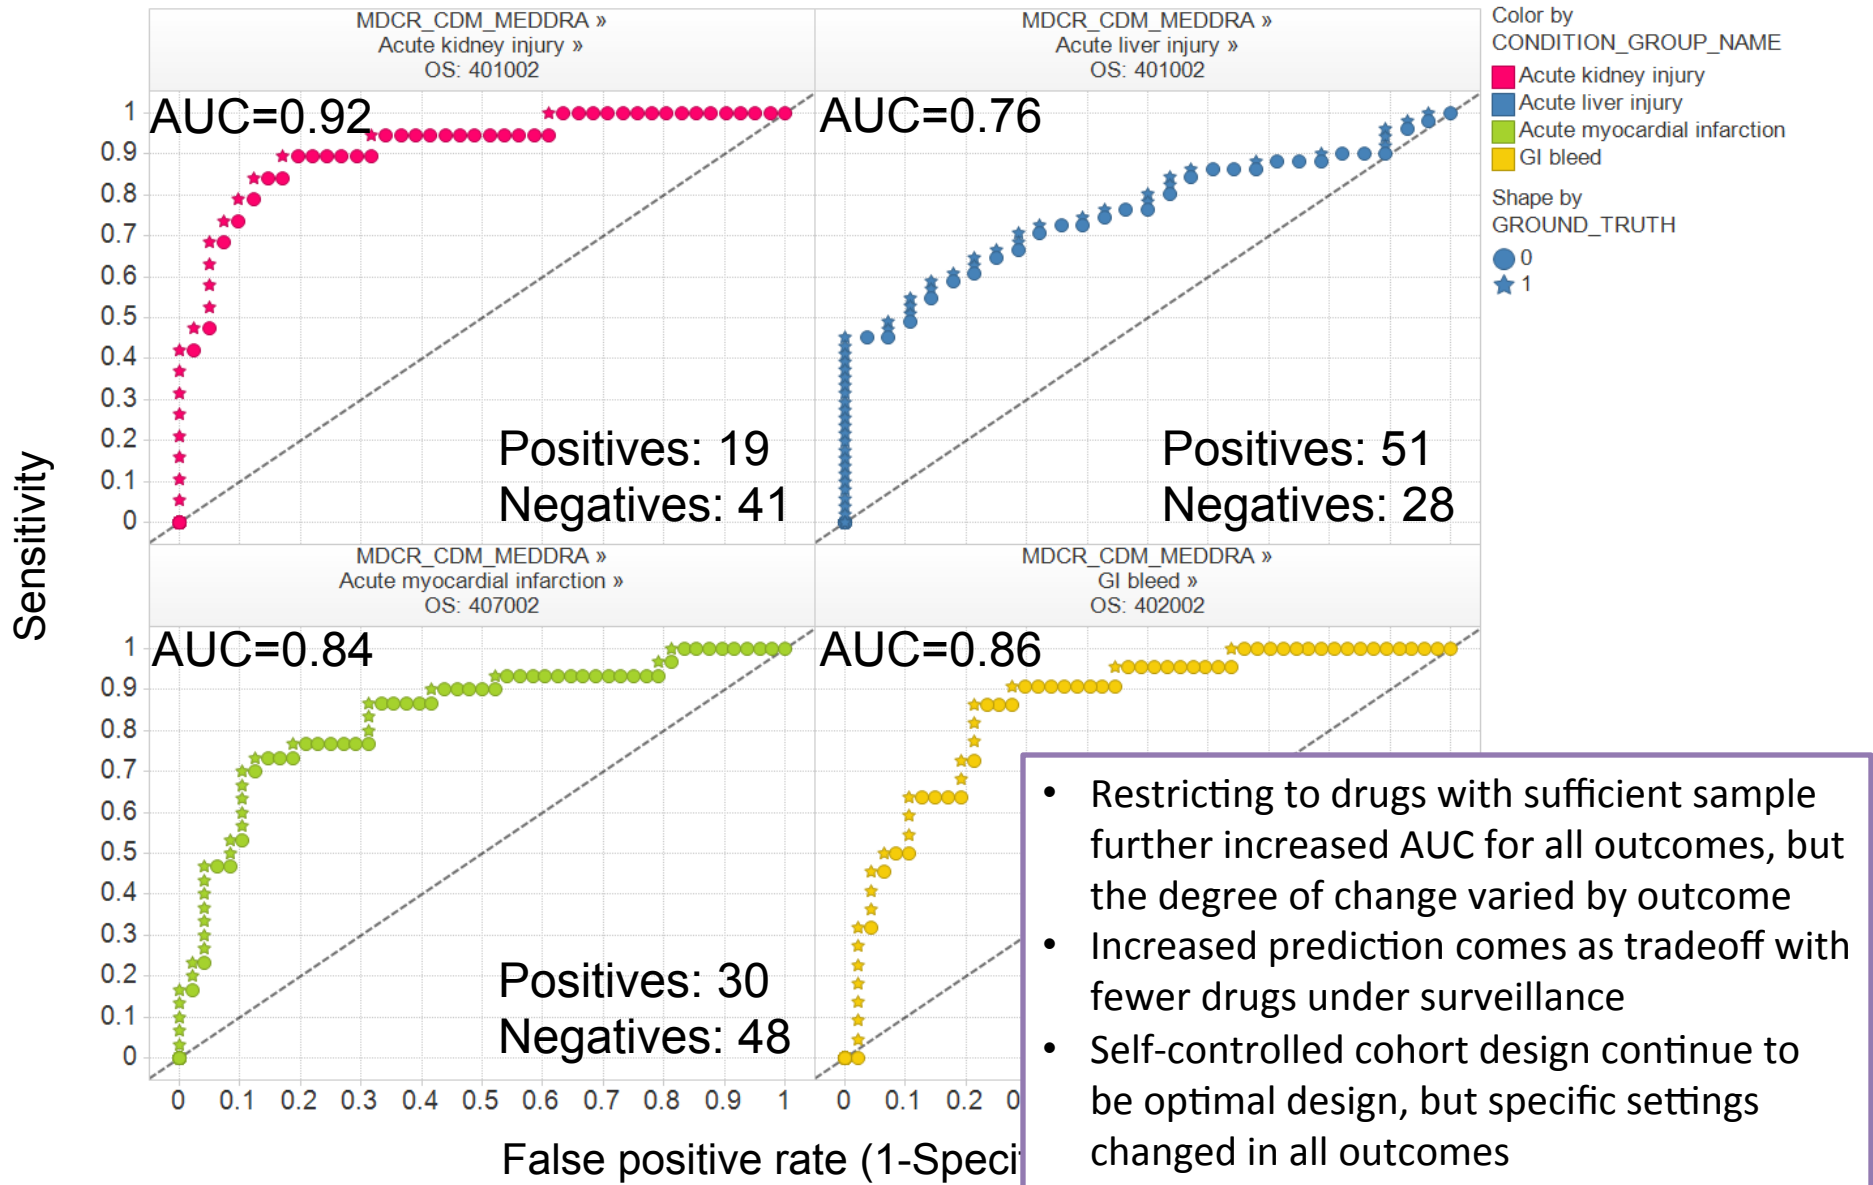 MDCR_CDM_MEDDRA »
Acute kidney injury »
OS: 401002
MDCR_CDM_MEDDRA »
Acute liver injury »
OS: 401002
Color by
CONDITION_GROUP_NAME
Acute kidney injury
Acute liver injury
Acute myocardial infarction
GI bleed
Shape by
GROUND_TRUTH
0
1
Sensitivity
1
0.9
0.8
0.7
0.6
0.5
0.4
0.3
0.2
0.1
0
AUC=0.92
Positives: 19
Negatives: 41
AUC=0.76
Positives: 51
Negatives: 28
MDCR_CDM_MEDDRA »
Acute myocardial infarction »
OS: 407002
MDCR_CDM_MEDDRA »
GI bleed »
OS: 402002
1
0.9
0.8
0.7
0.6
0.5
0.4
0.3
0.2
0.1
0
AUC=0.84
Positives: 30
Negatives: 48
AUC=0.86
0 0.1 0.2 0.3 0.4 0.5 0.6 0.7 0.8 0.9 1
0 0.1 0.2 0
False positive rate (1-Speci
• Restricting to drugs with sufficient sample
further increased AUC for all outcomes, but
the degree of change varied by outcome
• Increased prediction comes as tradeoff with
fewer drugs under surveillance
• Self-controlled cohort design continue to
be optimal design, but specific settings
changed in all outcomes